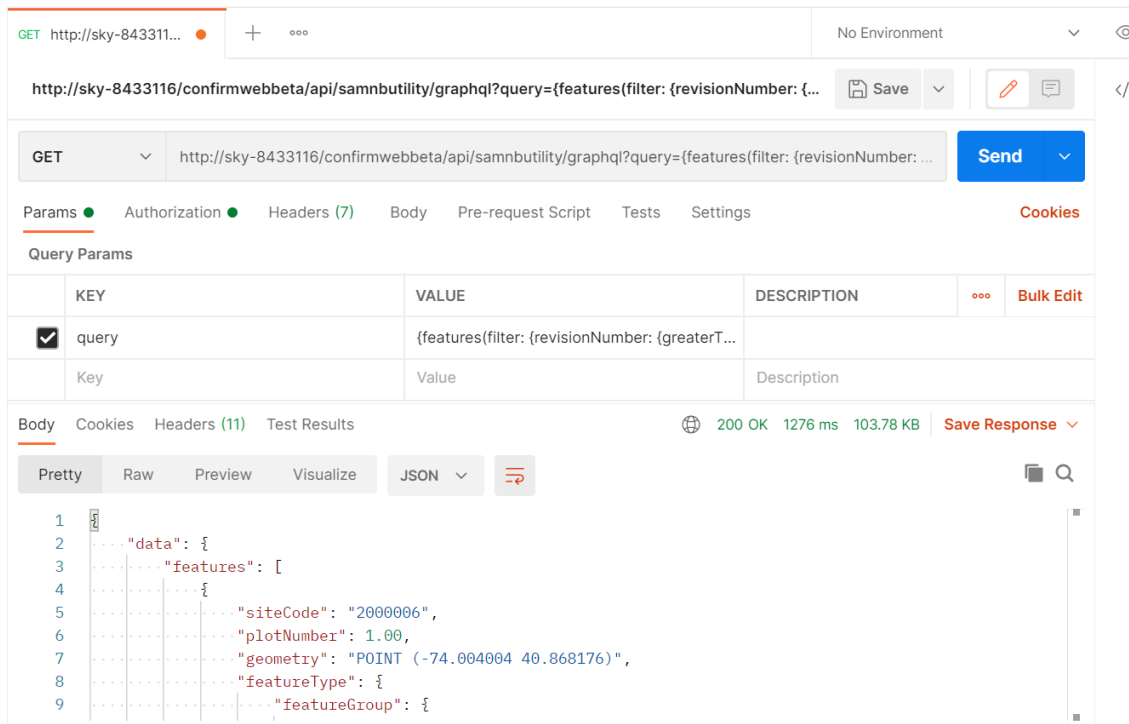 GET http://sky-843311...
No Environment
http://sky-8433116/confirmwebbeta/api/samnbutility/graphql?query={features(filter: {revisionNumber: {...
Save
</
GET
http://sky-8433116/confirmwebbeta/api/samnbutility/graphql?query={features(filter: {revisionNumber: ...
Send
Params Authorization Headers (7) Body Pre-request Script Tests Settings Cookies
Query Params
KEY VALUE DESCRIPTION Bulk Edit
query {features(filter: {revisionNumber: {greaterT...
Key Value Description
Body Cookies Headers (11) Test Results 200 OK 1276 ms 103.78 KB Save Response
Pretty Raw Preview Visualize JSON
1 {
2 "data": {
3 "features": [
4 {
5 "siteCode": "2000006",
6 "plotNumber": 1.00,
7 "geometry": "POINT (-74.004004 40.868176)",
8 "featureType": {
9 "featureGroup": {